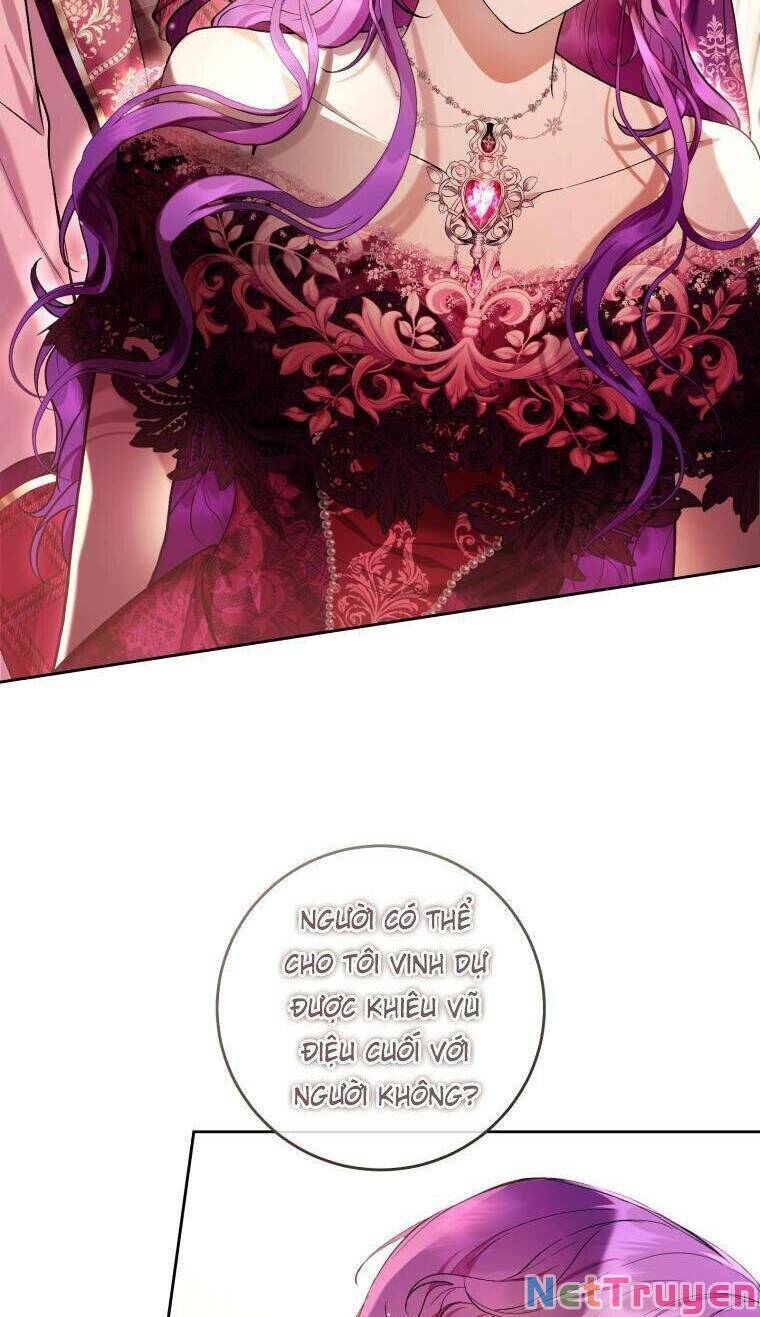 NGƯỜI CÓ THỂ
CHO TÔI VINH DỰ
ĐƯỢC KHIÊU VŨ
ĐIỆU CUỐI VỚI
NGƯỜI KHÔNG?
NetTruyen